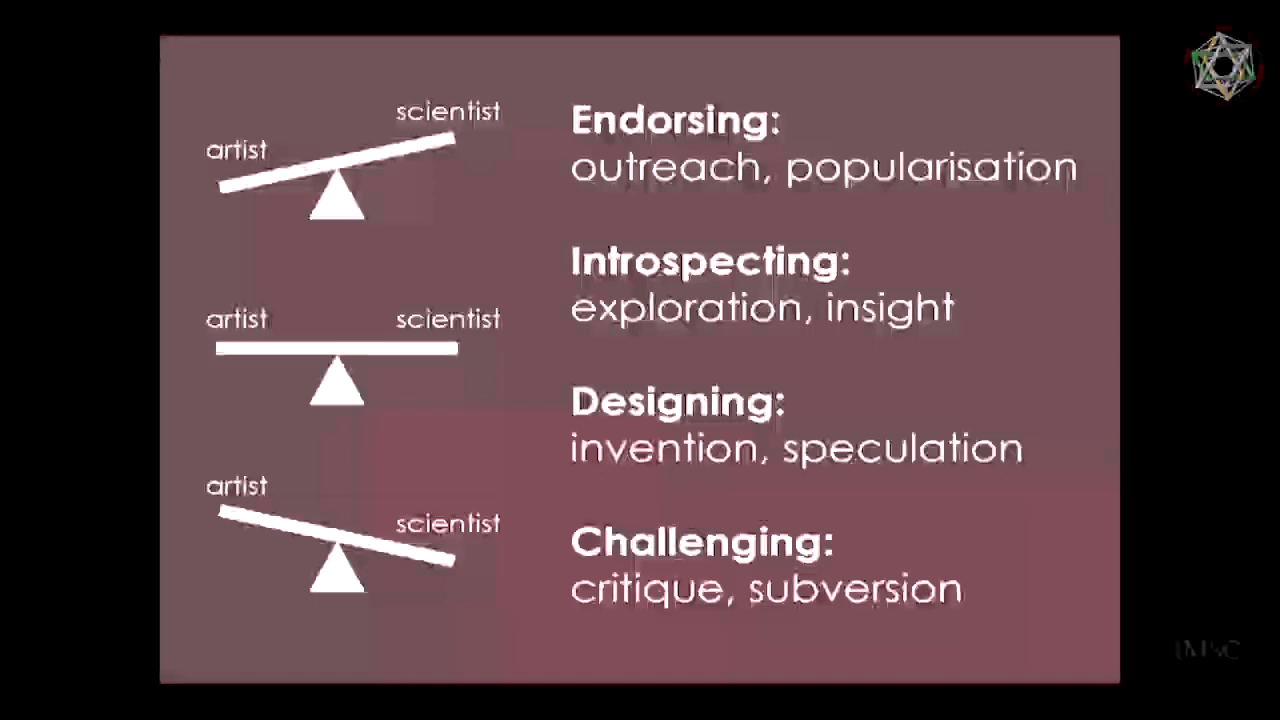 scientist
artist
Endorsing:
outreach, popularisation
artist
scientist
Introspecting:
exploration, insight
Designing:
invention, speculation
artist
scientist
Challenging:
critique, subversion